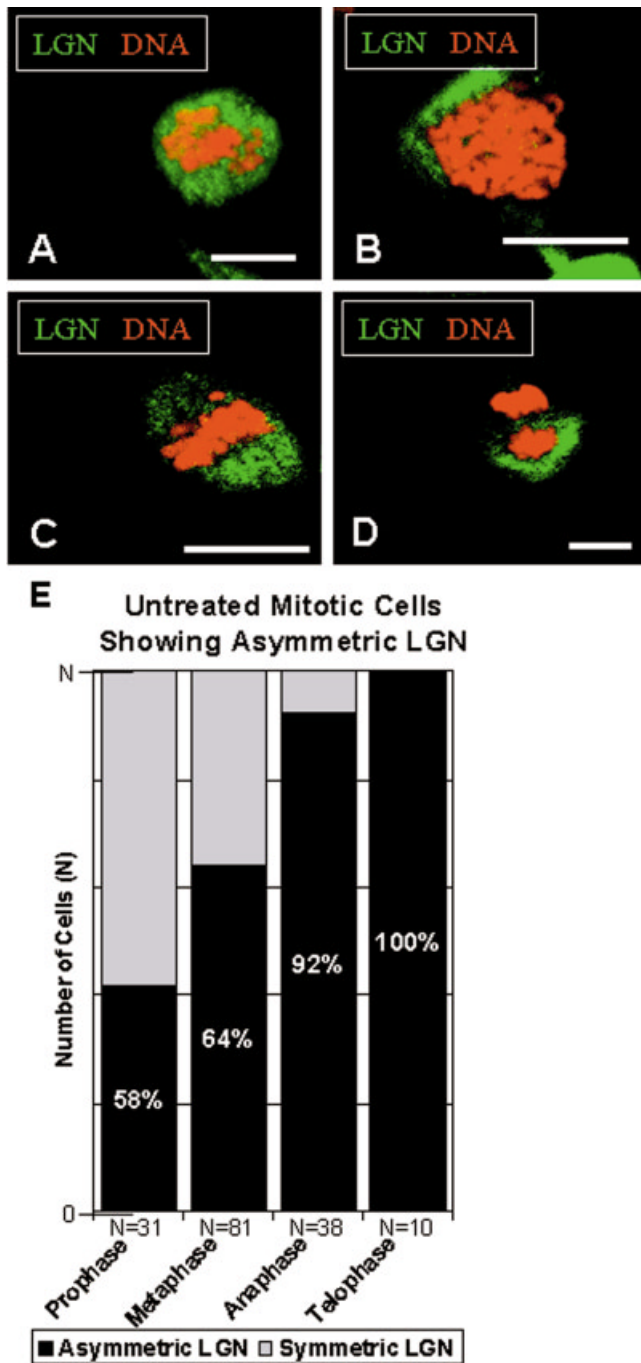 LGN DNA
A
LGN DNA
B
LGN DNA
C
LGN DNA
D
E
Untreated Mitotic Cells
Showing Asymmetric LGN
N
Number of Cells (N)
0
58%
64%
92%
100%
N=31
N=81
N=38
N=10
Prophase
Metaphase
Anaphase
Telophase
Asymmetric LGN Symmetric LGN